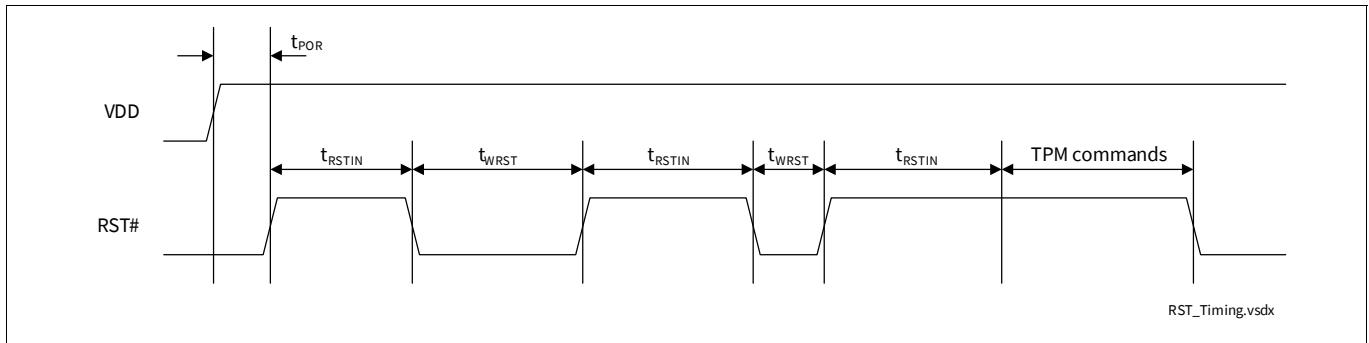 tPOR
VDD
tRSTIN tWRST tRSTIN tWRST tRSTIN TPM commands
RST#
RST_Timing.vsdx